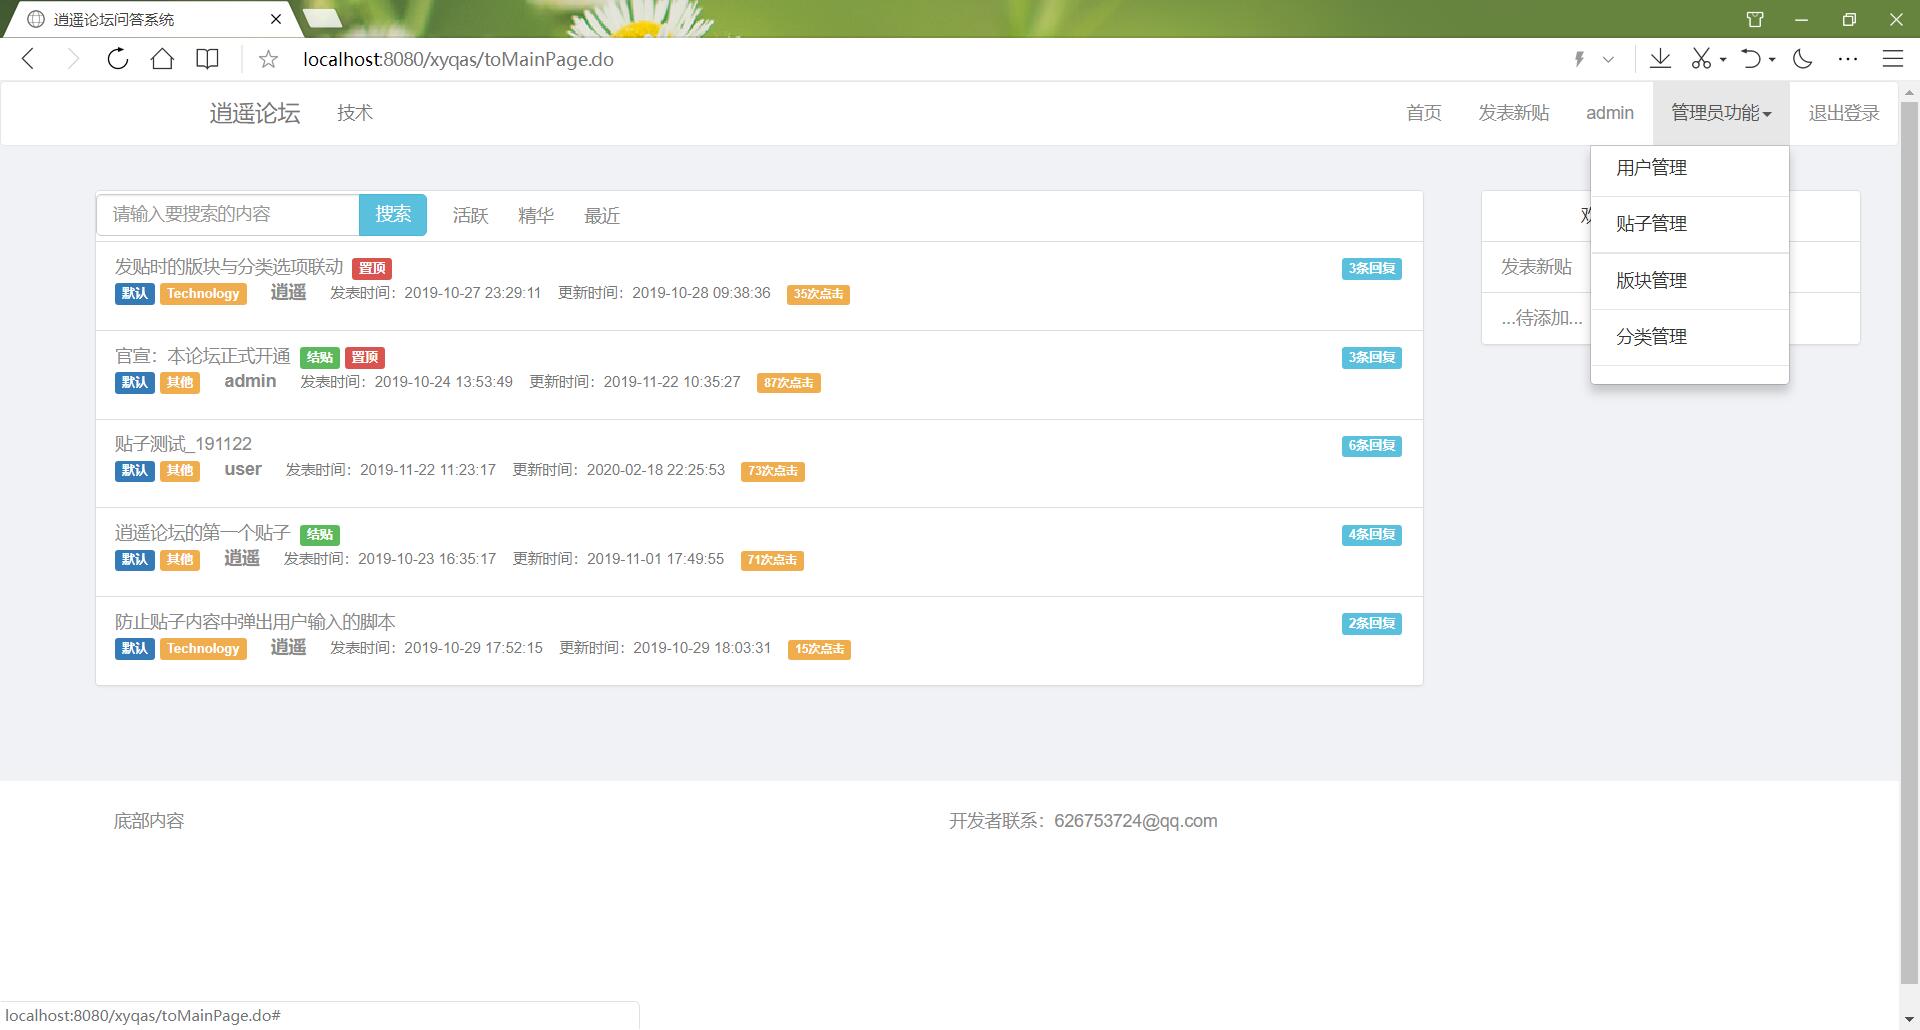 逍遥论坛问答系统
localhost:8080/xyqas/toMainPage.do
逍遥论坛 技术 首页 发表新贴 admin 管理员功能 退出登录
用户管理
贴子管理
版块管理
分类管理
请输入要搜索的内容 搜索 活跃 精华 最近
发贴时的版块与分类选项联动 置顶 3条回复
默认 Technology 逍遥 发表时间：2019-10-27 23:29:11 更新时间：2019-10-28 09:38:36 35次点击
官宣：本论坛正式开通 结贴 置顶 3条回复
默认 其他 admin 发表时间：2019-10-24 13:53:49 更新时间：2019-11-22 10:35:27 87次点击
贴子测试_191122 6条回复
默认 其他 user 发表时间：2019-11-22 11:23:17 更新时间：2020-02-18 22:25:53 73次点击
逍遥论坛的第一个贴子 结贴 4条回复
默认 其他 逍遥 发表时间：2019-10-23 16:35:17 更新时间：2019-11-01 17:49:55 71次点击
防止贴子内容中弹出用户输入的脚本 2条回复
默认 Technology 逍遥 发表时间：2019-10-29 17:52:15 更新时间：2019-10-29 18:03:31 15次点击
发表新贴
...待添加...
底部内容 开发者联系：626753724@qq.com
localhost:8080/xyqas/toMainPage.do#